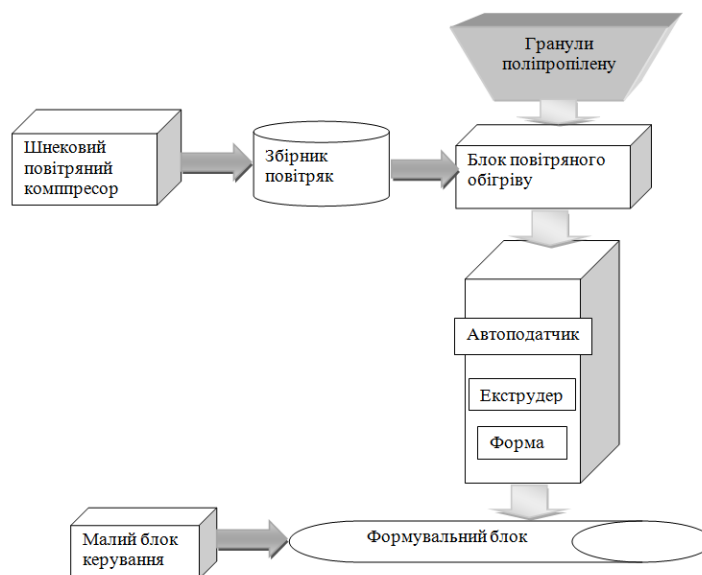 Гранули
поліпропілену
Шнековий
повітряний
комппресор
Збірник
повітряк
Блок повітряного
обігріву
Автоподатчик
Екструдер
Форма
Малий блок
керування
Формувальний блок